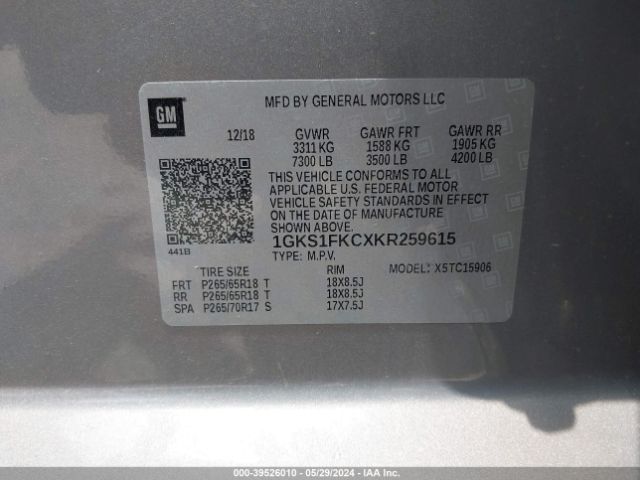 MFD BY GENERAL MOTORS LLC
GM
12/18 GVWR GAWR FRT GAWR RR
3311 KG 1588 KG 1905 KG
7300 LB 3500 LB 4200 LB
THIS VEHICLE CONFORMS TO ALL
APPLICABLE U.S. FEDERAL MOTOR
VEHICLE SAFETY STANDARDS IN EFFECT
ON THE DATE OF MANUFACTURE
SHOWN ABOVE.
1GKS1FKCXKR259615
441B
TYPE: M.P.V. MODEL: X5TC15906
TIRE SIZE RIM
FRT P265/65R18 T 18X8.5J
RR P265/65R18 T 18X8.5J
SPA P265/70R17 S 17X7.5J
000-39526010 - 05/29/2024 - IAA Inc.